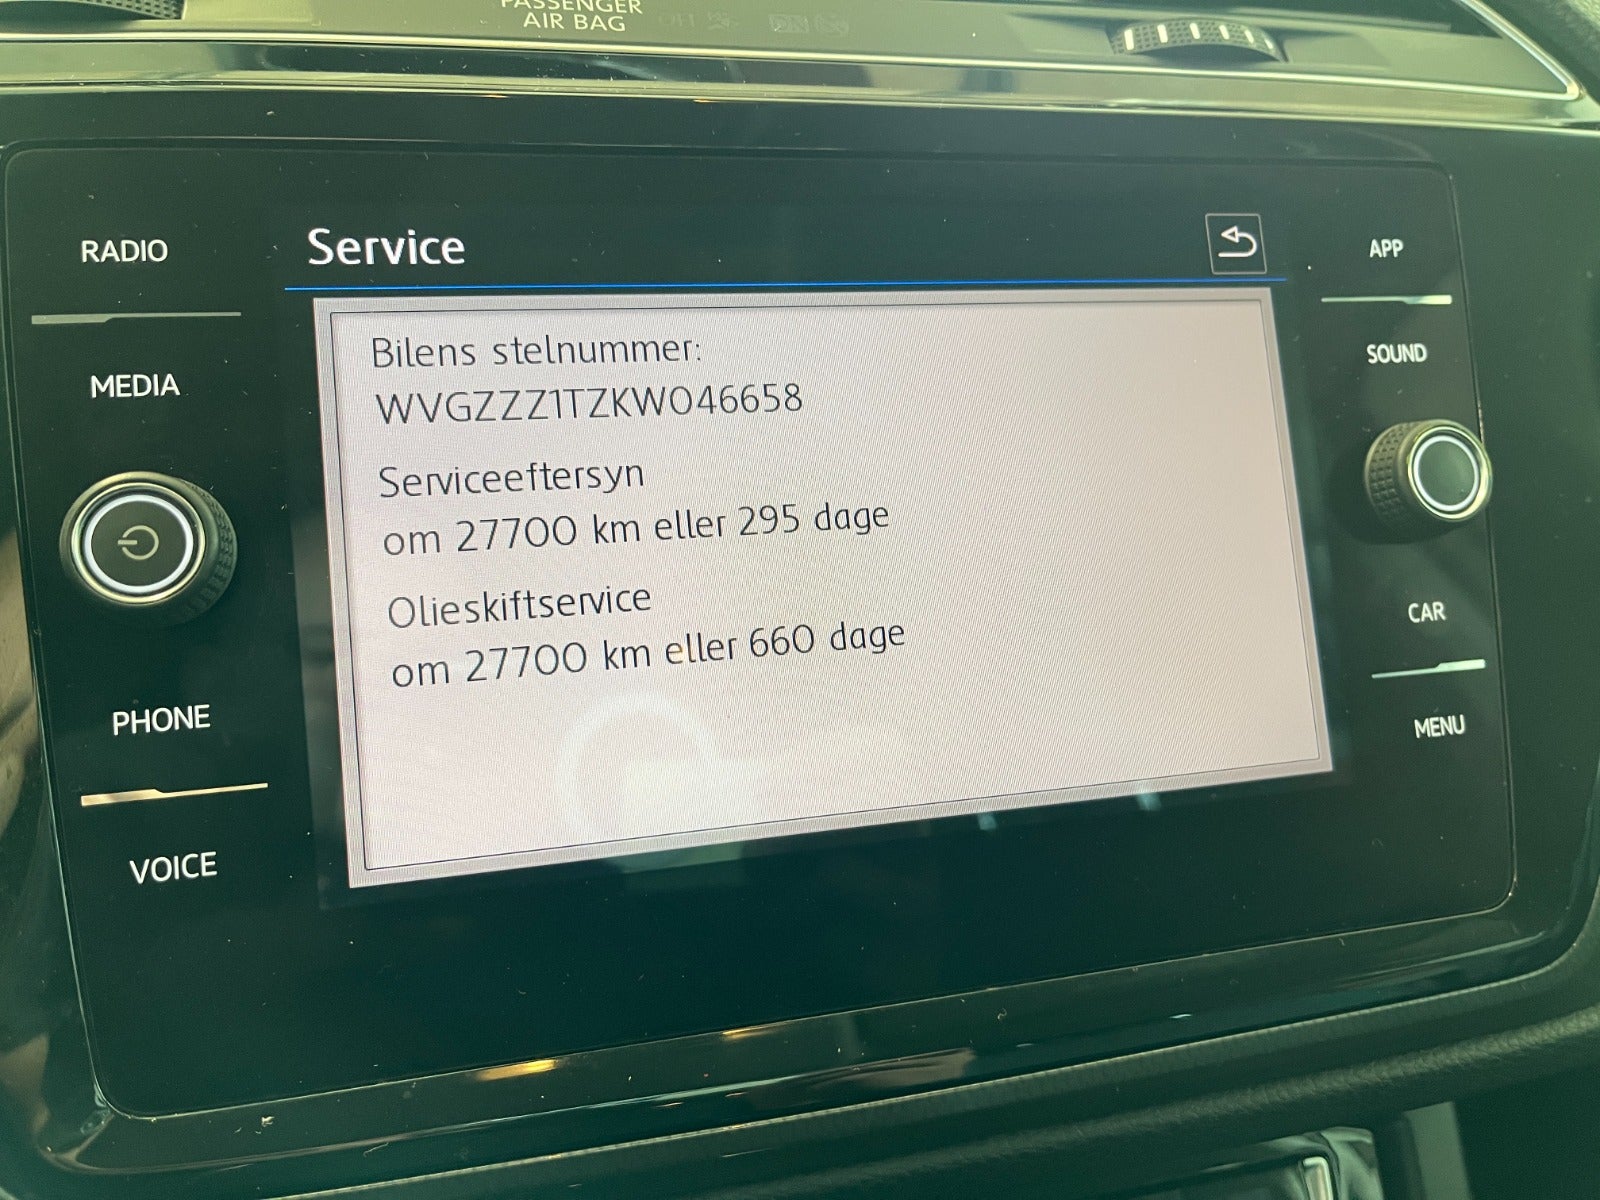 PASSENGER
AIR BAG
RADIO
MEDIA
PHONE
VOICE
Service
Bilens stelnummer:
WVGZZZ1TZKW046658
Serviceeftersyn
om 27700 km eller 295 dage
Olieskiftservice
om 27700 km eller 660 dage
APP
SOUND
CAR
MENU